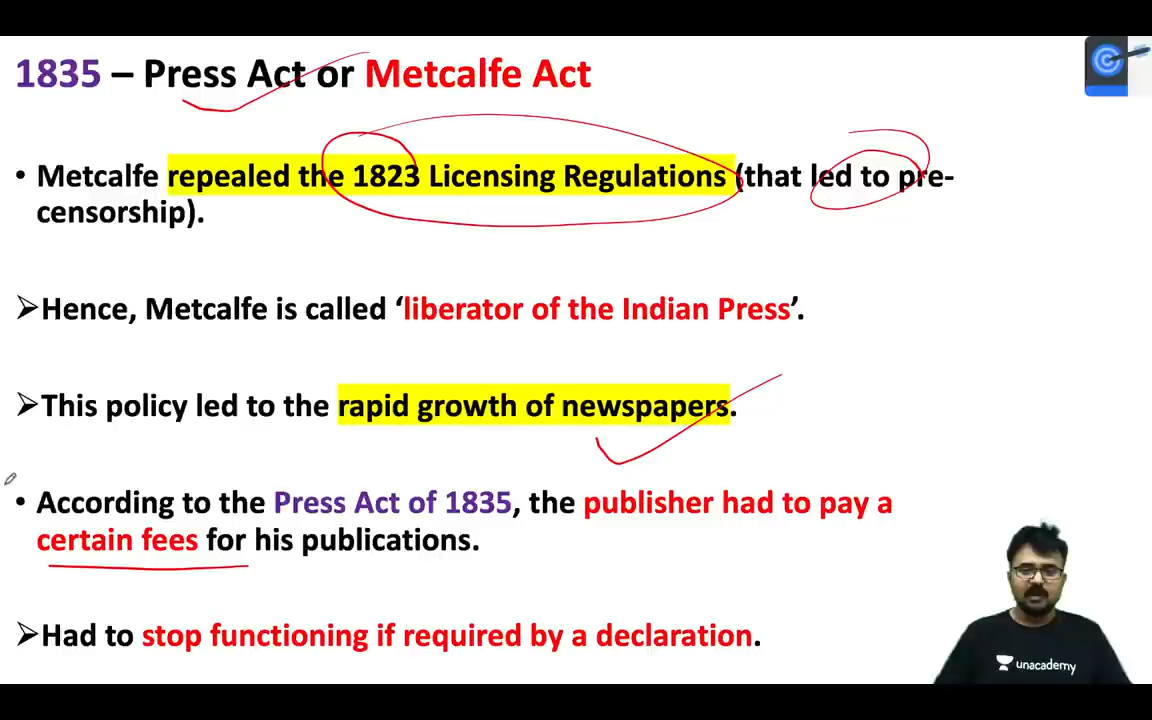 1835 – Press Act or Metcalfe Act
• Metcalfe repealed the 1823 Licensing Regulations (that led to pre-
censorship).
➢Hence, Metcalfe is called ‘liberator of the Indian Press’.
➢This policy led to the rapid growth of newspapers.
• According to the Press Act of 1835, the publisher had to pay a
certain fees for his publications.
➢Had to stop functioning if required by a declaration.
unacademy